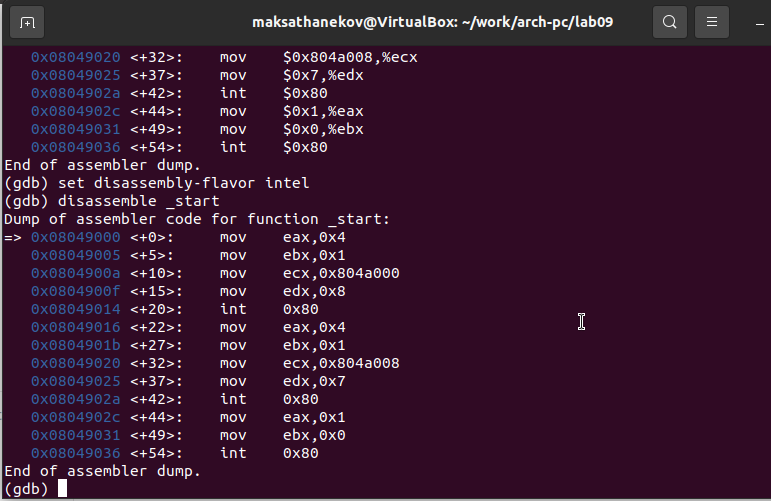 maksathanekov@VirtualBox: ~/work/arch-pc/lab09
0x08049020 <+32>: mov $0x804a008,%ecx
0x08049025 <+37>: mov $0x7,%edx
0x0804902a <+42>: int $0x80
0x0804902c <+44>: mov $0x1,%eax
0x08049031 <+49>: mov $0x0,%ebx
0x08049036 <+54>: int $0x80
End of assembler dump.
(gdb) set disassembly-flavor intel
(gdb) disassemble _start
Dump of assembler code for function _start:
=> 0x08049000 <+0>: mov eax,0x4
0x08049005 <+5>: mov ebx,0x1
0x0804900a <+10>: mov ecx,0x804a000
0x0804900f <+15>: mov edx,0x8
0x08049014 <+20>: int 0x80
0x08049016 <+22>: mov eax,0x4
0x0804901b <+27>: mov ebx,0x1
0x08049020 <+32>: mov ecx,0x804a008
0x08049025 <+37>: mov edx,0x7
0x0804902a <+42>: int 0x80
0x0804902c <+44>: mov eax,0x1
0x08049031 <+49>: mov ebx,0x0
0x08049036 <+54>: int 0x80
End of assembler dump.
(gdb)